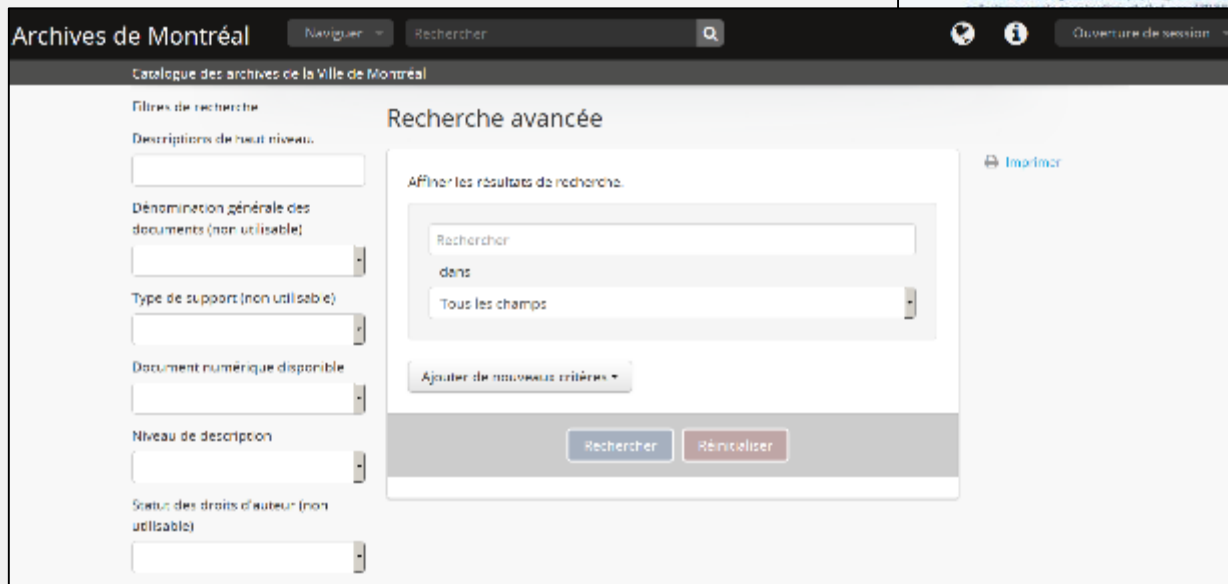 Archives de Montréal
Naviguer
Rechercher
Ouverture de session
Catalogue des archives de la Ville de Montréal
Filtres de recherche
Descriptions de haut niveau.
Dénomination générale des
documents (non utilisable)
Type de support (non utilisable)
Document numérique disponible
Niveau de description
Statut des droits d'auteur (non
utilisable)
Recherche avancée
Affiner les résultats de recherche.
Rechercher
dans
Tous les champs
Ajouter de nouveaux critères
Rechercher
Réinitialiser
Imprimer